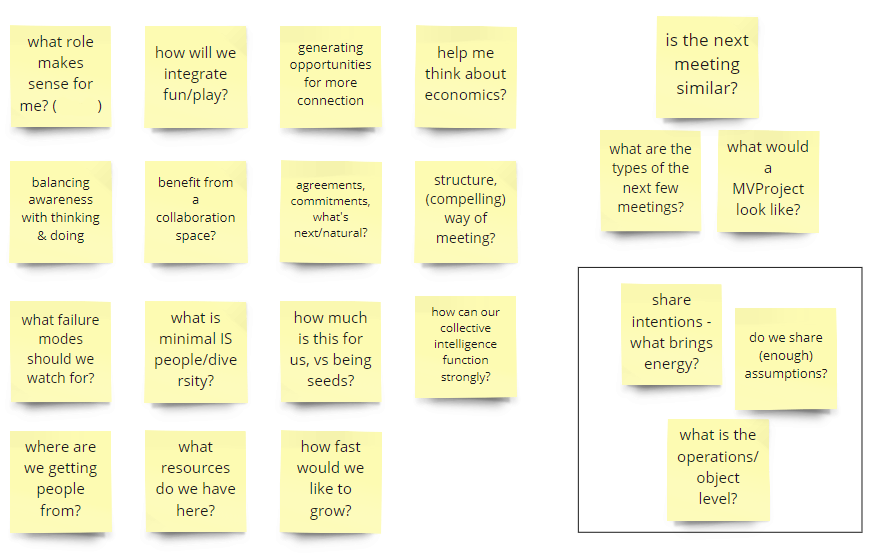 what role
makes
sense for
me? (          )
how will we
integrate
fun/play?
generating
opportunities
for more
connection
help me
think about
economics?
balancing
awareness
with thinking
& doing
benefit from
a
collaboration
space?
agreements,
commitments,
what's
next/natural?
structure,
(compelling)
way of
meeting?
what failure
modes
should we
watch for?
what is
minimal IS
people/dive
rsity?
how much
is this for
us, vs being
seeds?
how can our
collective
intelligence
function
strongly?
where are
we getting
people
from?
what
resources
do we have
here?
how fast
would we
like to
grow?
is the next
meeting
similar?
what are the
types of the
next few
meetings?
what would
a
MVProject
look like?
share
intentions -
what brings
energy?
do we share
(enough)
assumptions?
what is the
operations/
object
level?